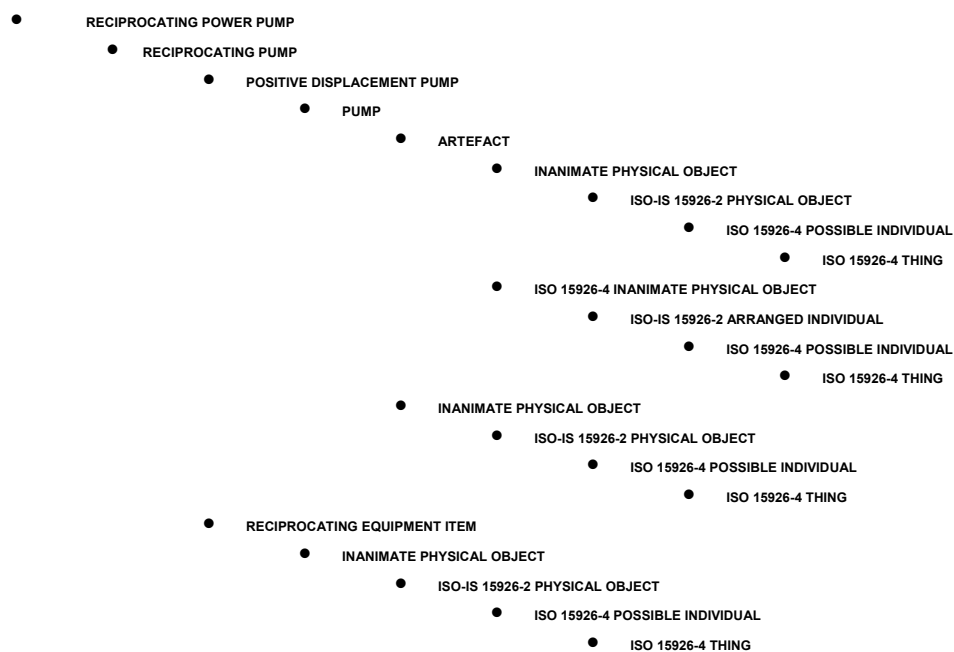 RECIPROCATING POWER PUMP
RECIPROCATING PUMP
POSITIVE DISPLACEMENT PUMP
PUMP
ARTEFACT
INANIMATE PHYSICAL OBJECT
ISO-IS 15926-2 PHYSICAL OBJECT
ISO 15926-4 POSSIBLE INDIVIDUAL
ISO 15926-4 THING
ISO 15926-4 INANIMATE PHYSICAL OBJECT
ISO-IS 15926-2 ARRANGED INDIVIDUAL
ISO 15926-4 POSSIBLE INDIVIDUAL
ISO 15926-4 THING
INANIMATE PHYSICAL OBJECT
ISO-IS 15926-2 PHYSICAL OBJECT
ISO 15926-4 POSSIBLE INDIVIDUAL
ISO 15926-4 THING
RECIPROCATING EQUIPMENT ITEM
INANIMATE PHYSICAL OBJECT
ISO-IS 15926-2 PHYSICAL OBJECT
ISO 15926-4 POSSIBLE INDIVIDUAL
ISO 15926-4 THING